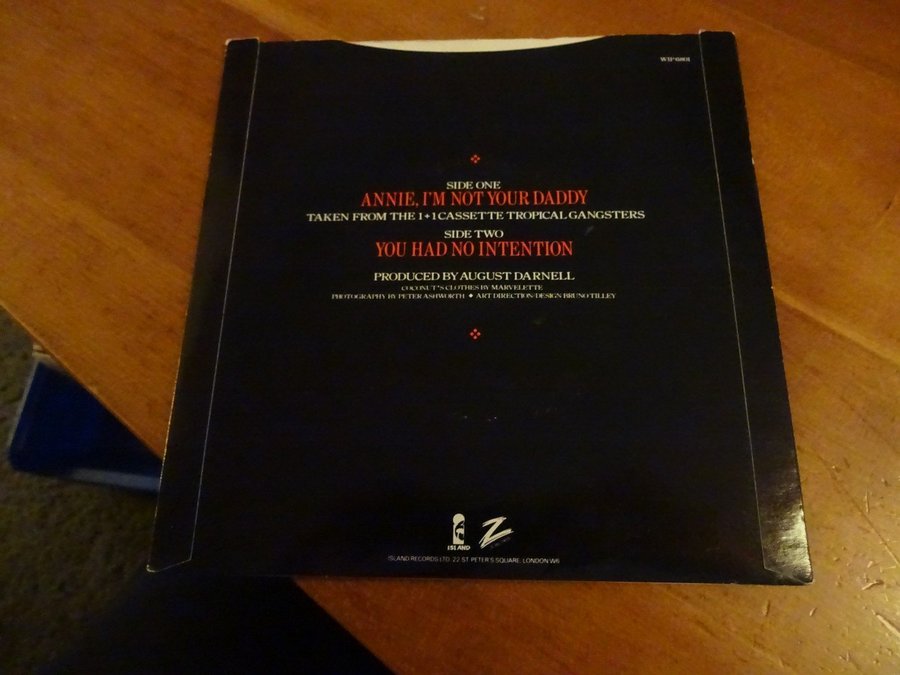 WIP 6801
SIDE ONE
ANNIE, I'M NOT YOUR DADDY
TAKEN FROM THE 1+1 CASSETTE TROPICAL GANGSTERS
SIDE TWO
YOU HAD NO INTENTION
PRODUCED BY AUGUST DARNELL
COCONUT'S CLOTHES BY MARVELETTE
PHOTOGRAPHY BY PETER ASHWORTH ◆ ART DIRECTION/DESIGN BRUNO TILLEY
ISLAND
Z
ISLAND RECORDS LTD. 22 ST. PETER'S SQUARE, LONDON W6